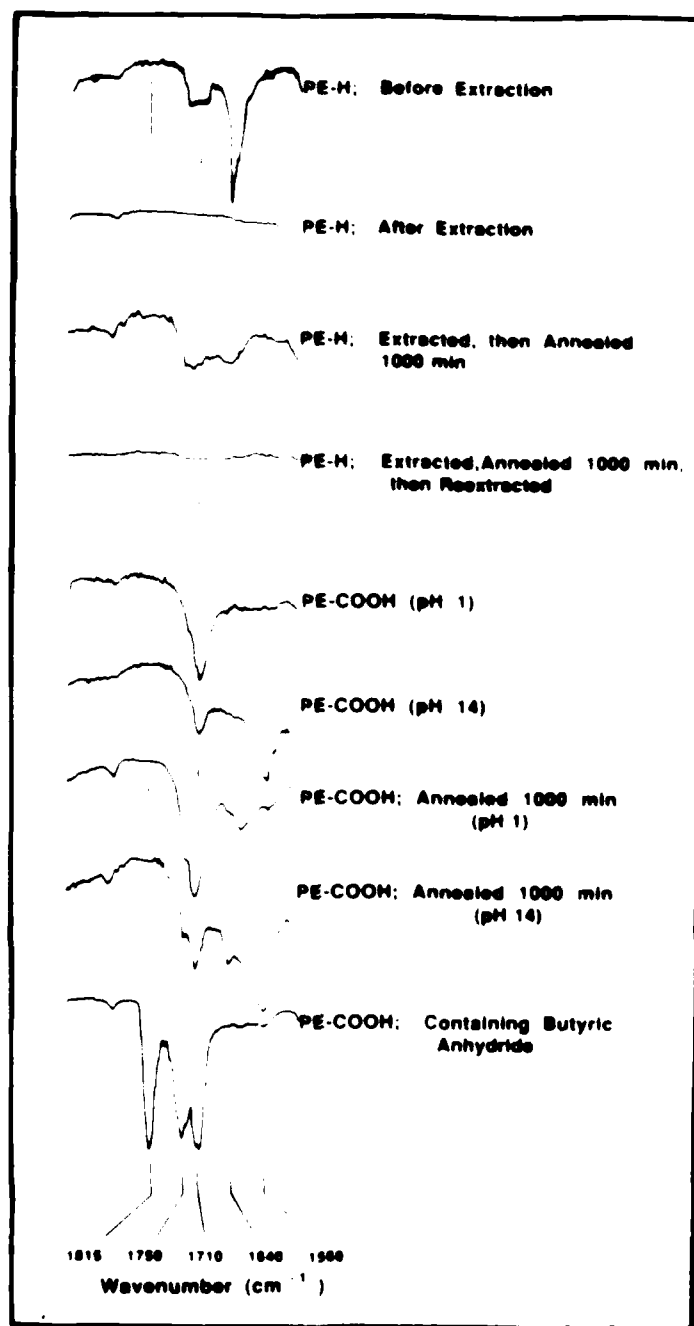 PE-H; Before Extraction
PE-H; After Extraction
PE-H; Extracted, then Annealed
1000 min
PE-H; Extracted, Annealed 1000 min,
then Reextracted
PE-COOH (pH 1)
PE-COOH (pH 14)
PE-COOH; Annealed 1000 min
(pH 1)
PE-COOH; Annealed 1000 min
(pH 14)
PE-COOH; Containing Butyric
Anhydride
1815 1750 1710 1640 1560
Wavenumber (cm⁻¹)